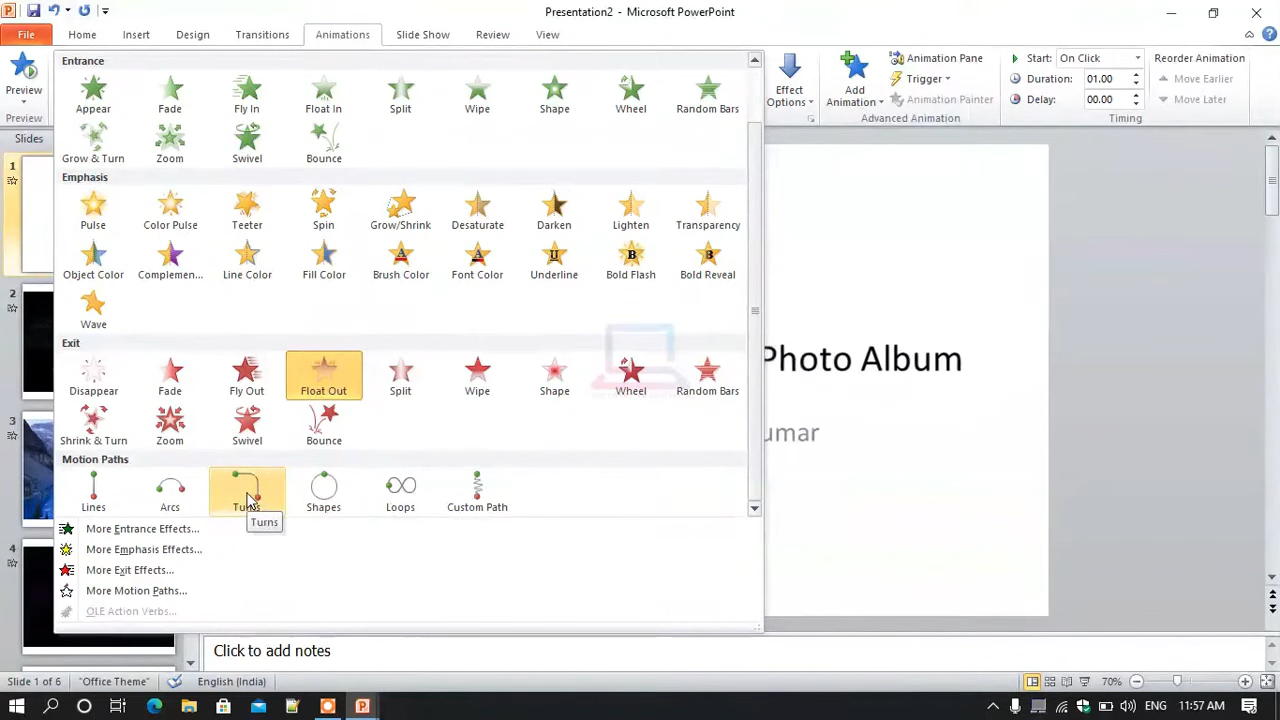 Presentation2 - Microsoft PowerPoint
File Home Insert Design Transitions Animations Slide Show Review View
Entrance
Appear Fade Fly In Float In Split Wipe Shape Wheel Random Bars
Grow & Turn Zoom Swivel Bounce
Emphasis
Pulse Color Pulse Teeter Spin Grow/Shrink Desaturate Darken Lighten Transparency
Object Color Complemen... Line Color Fill Color Brush Color Font Color Underline Bold Flash Bold Reveal
Wave
Exit
Disappear Fade Fly Out Float Out Split Wipe Shape Wheel Random Bars
Shrink & Turn Zoom Swivel Bounce
Motion Paths
Lines Arcs Turns Shapes Loops Custom Path
Turns
More Entrance Effects...
More Emphasis Effects...
More Exit Effects...
More Motion Paths...
OLE Action Verbs...
Preview
Preview
Effect
Options
Add
Animation
Animation Pane
Trigger
Animation Painter
Advanced Animation
Start: On Click
Duration: 01.00
Delay: 00.00
Reorder Animation
Move Earlier
Move Later
Timing
Slides
1
2
3
4
Photo Album
umar
Click to add notes
Slide 1 of 6 "Office Theme" English (India) 70%
ENG 11:57 AM